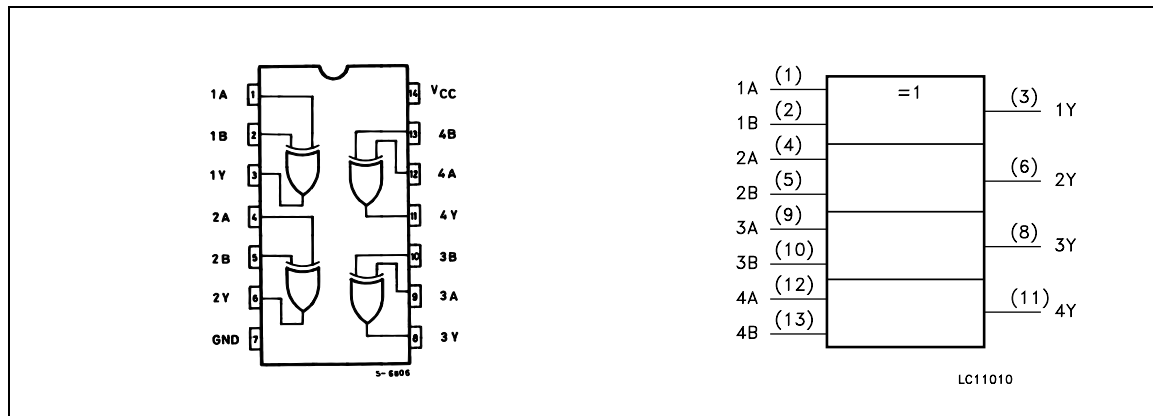 1A 1 14 VCC
1B 2 13 4B
1Y 3 12 4A
2A 4 11 4Y
2B 5 10 3B
2Y 6 9 3A
GND 7 8 3Y
S-6806
=1
1A (1)
1B (2)
(3) 1Y
2A (4)
2B (5)
(6) 2Y
3A (9)
3B (10)
(8) 3Y
4A (12)
4B (13)
(11) 4Y
LC11010